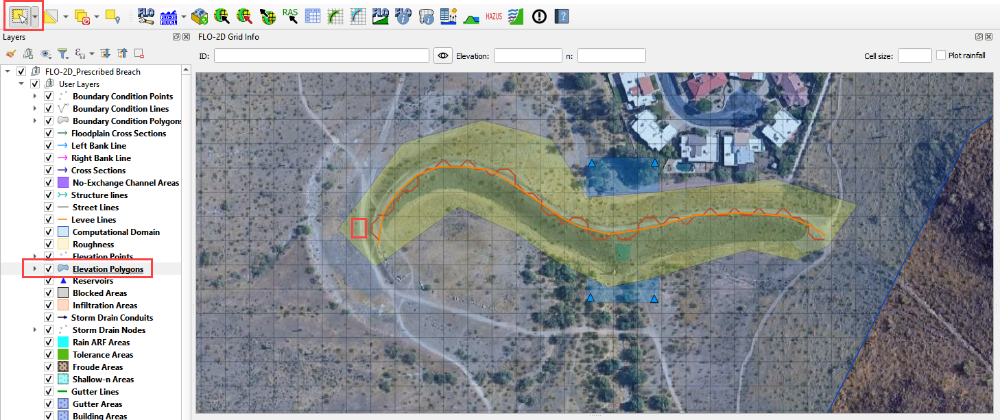 FLO
FLO-2D
MODEL
RAS
FLO
FLO
HAZUS
Layers
FLO-2D Grid Info
ID:
Elevation:
n:
Cell size:
Plot rainfall
FLO-2D_Prescribed Breach
User Layers
Boundary Condition Points
Boundary Condition Lines
Boundary Condition Polygons
Floodplain Cross Sections
Left Bank Line
Right Bank Line
Cross Sections
No-Exchange Channel Areas
Structure lines
Street Lines
Levee Lines
Computational Domain
Roughness
Elevation Points
Elevation Polygons
Reservoirs
Blocked Areas
Infiltration Areas
Storm Drain Conduits
Storm Drain Nodes
Rain ARF Areas
Tolerance Areas
Froude Areas
Shallow-n Areas
Gutter Lines
Gutter Areas
Building Areas